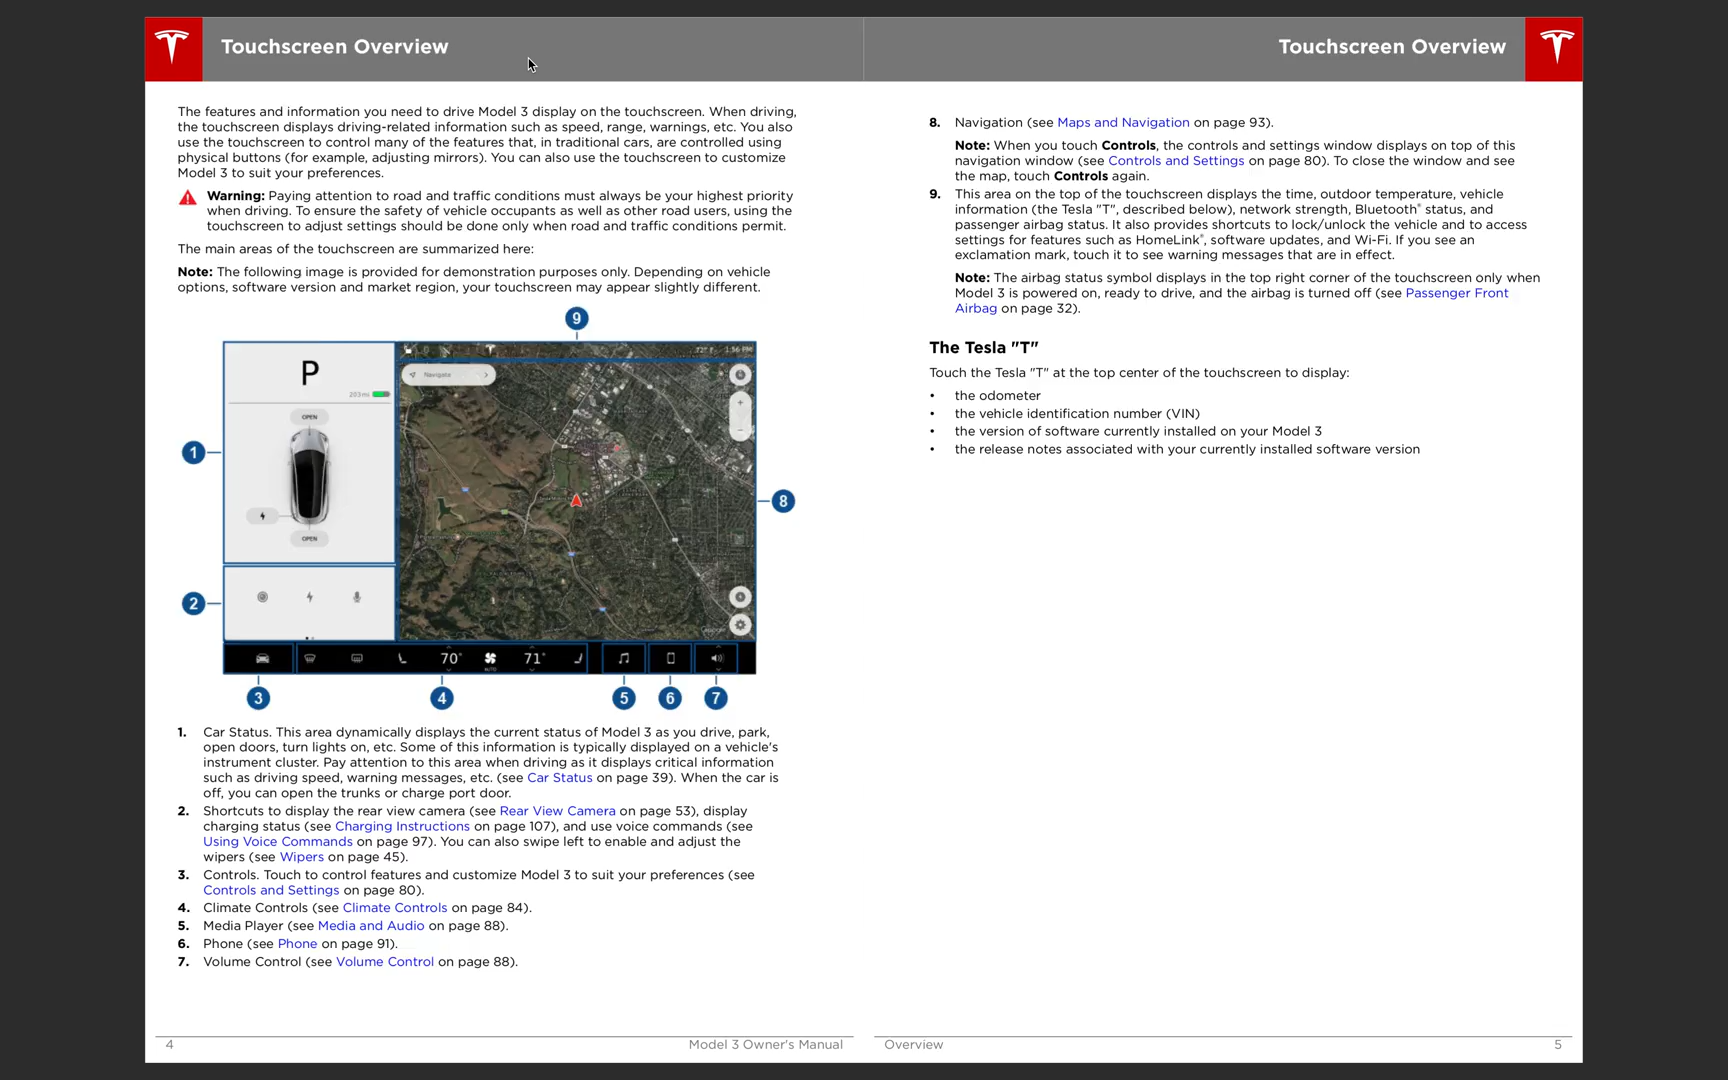 Touchscreen Overview
The features and information you need to drive Model 3 display on the touchscreen. When driving,
the touchscreen displays driving-related information such as speed, range, warnings, etc. You also
use the touchscreen to control many of the features that, in traditional cars, are controlled using
physical buttons (for example, adjusting mirrors). You can also use the touchscreen to customize
Model 3 to suit your preferences.
Warning: Paying attention to road and traffic conditions must always be your highest priority
when driving. To ensure the safety of vehicle occupants as well as other road users, using the
touchscreen to adjust settings should be done only when road and traffic conditions permit.
The main areas of the touchscreen are summarized here:
Note: The following image is provided for demonstration purposes only. Depending on vehicle
options, software version and market region, your touchscreen may appear slightly different.
9
P
72°F 1:56 PM
Navigate
203 mi
OPEN
1
8
OPEN
2
70° AUTO 71°
3 4 5 6 7
1. Car Status. This area dynamically displays the current status of Model 3 as you drive, park,
open doors, turn lights on, etc. Some of this information is typically displayed on a vehicle's
instrument cluster. Pay attention to this area when driving as it displays critical information
such as driving speed, warning messages, etc. (see Car Status on page 39). When the car is
off, you can open the trunks or charge port door.
2. Shortcuts to display the rear view camera (see Rear View Camera on page 53), display
charging status (see Charging Instructions on page 107), and use voice commands (see
Using Voice Commands on page 97). You can also swipe left to enable and adjust the
wipers (see Wipers on page 45).
3. Controls. Touch to control features and customize Model 3 to suit your preferences (see
Controls and Settings on page 80).
4. Climate Controls (see Climate Controls on page 84).
5. Media Player (see Media and Audio on page 88).
6. Phone (see Phone on page 91).
7. Volume Control (see Volume Control on page 88).
4 Model 3 Owner's Manual
Touchscreen Overview
8. Navigation (see Maps and Navigation on page 93).
Note: When you touch Controls, the controls and settings window displays on top of this
navigation window (see Controls and Settings on page 80). To close the window and see
the map, touch Controls again.
9. This area on the top of the touchscreen displays the time, outdoor temperature, vehicle
information (the Tesla "T", described below), network strength, Bluetooth® status, and
passenger airbag status. It also provides shortcuts to lock/unlock the vehicle and to access
settings for features such as HomeLink®, software updates, and Wi-Fi. If you see an
exclamation mark, touch it to see warning messages that are in effect.
Note: The airbag status symbol displays in the top right corner of the touchscreen only when
Model 3 is powered on, ready to drive, and the airbag is turned off (see Passenger Front
Airbag on page 32).
The Tesla "T"
Touch the Tesla "T" at the top center of the touchscreen to display:
• the odometer
• the vehicle identification number (VIN)
• the version of software currently installed on your Model 3
• the release notes associated with your currently installed software version
Overview 5